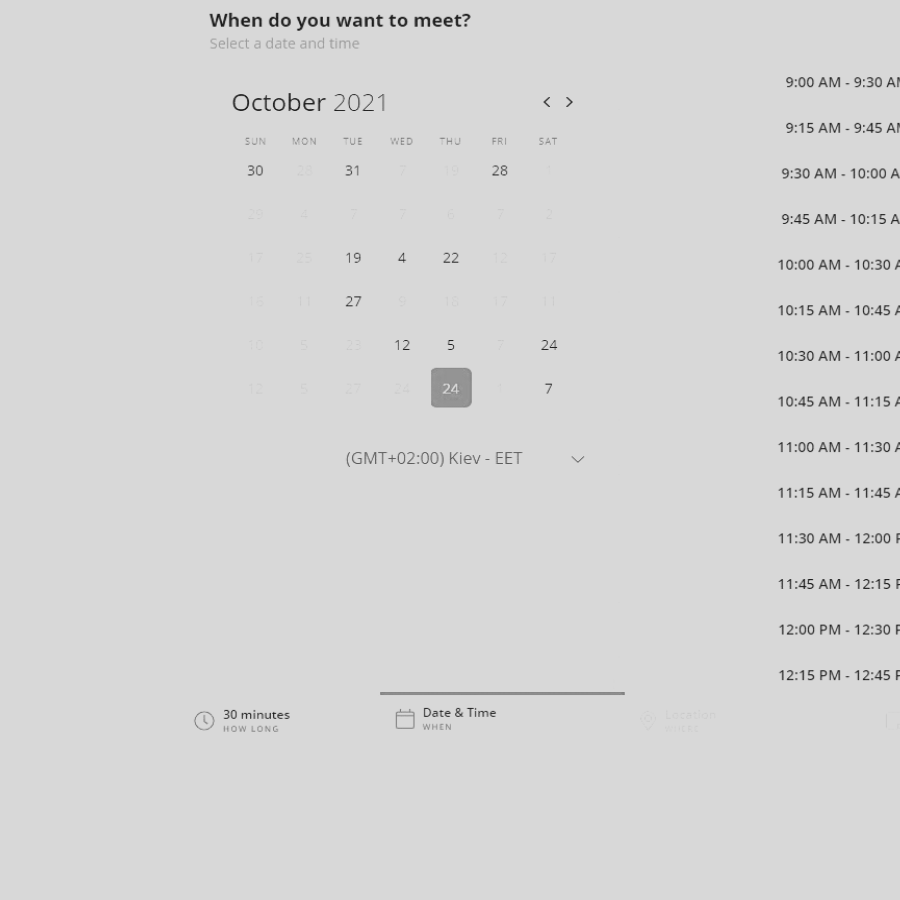 When do you want to meet?
Select a date and time
October 2021
SUN MON TUE WED THU FRI SAT
30 28 31 7 19 28 1
29 4 7 7 6 7 2
17 25 19 4 22 12 17
16 11 27 9 18 17 11
10 5 23 12 5 7 24
12 5 27 24 24 7
(GMT+02:00) Kiev - EET
9:00 AM - 9:30 AM
9:15 AM - 9:45 AM
9:30 AM - 10:00 A
9:45 AM - 10:15 A
10:00 AM - 10:30 A
10:15 AM - 10:45 A
10:30 AM - 11:00 A
10:45 AM - 11:15 A
11:00 AM - 11:30 A
11:15 AM - 11:45 A
11:30 AM - 12:00 P
11:45 AM - 12:15 P
12:00 PM - 12:30 P
12:15 PM - 12:45 P
30 minutes
HOW LONG
Date & Time
WHEN
Location
WHERE